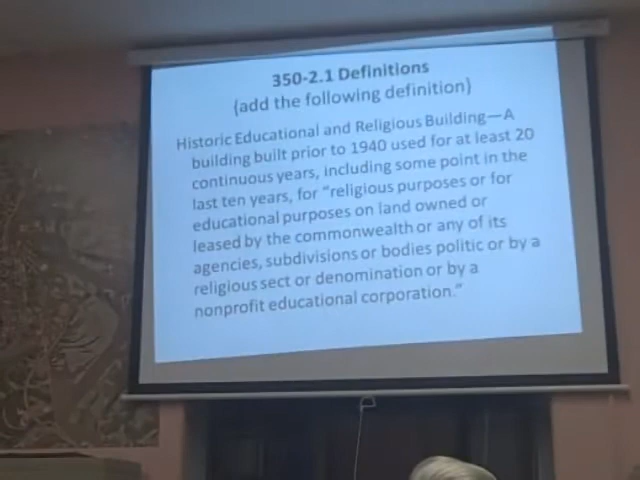 350-2.1 Definitions
(add the following definition)
Historic Educational and Religious Building—A
building built prior to 1940 used for at least 20
continuous years, including some point in the
last ten years, for “religious purposes or for
educational purposes on land owned or
leased by the commonwealth or any of its
agencies, subdivisions or bodies politic or by a
religious sect or denomination or by a
nonprofit educational corporation.”